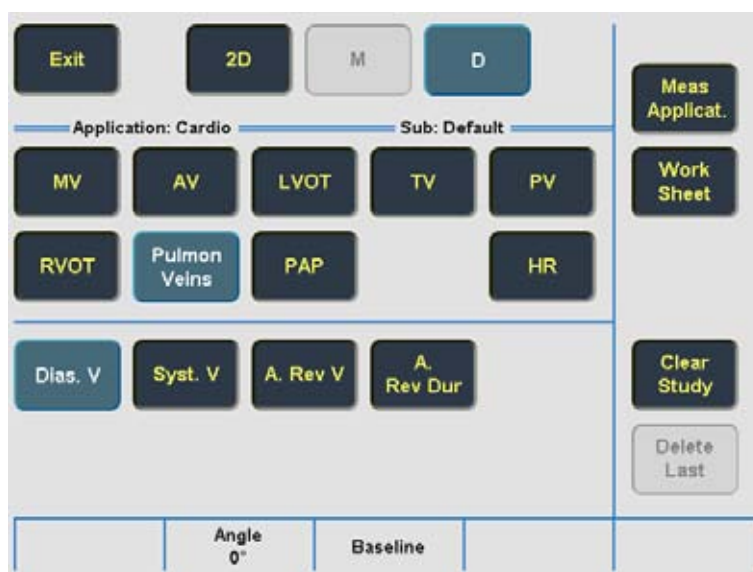 Exit
2D
M
D
Meas
Applicat.
Application: Cardio
Sub: Default
MV
AV
LVOT
TV
PV
Work
Sheet
RVOT
Pulmon
Veins
PAP
HR
Dias. V
Syst. V
A. Rev V
A.
Rev Dur
Clear
Study
Delete
Last
Angle
0°
Baseline